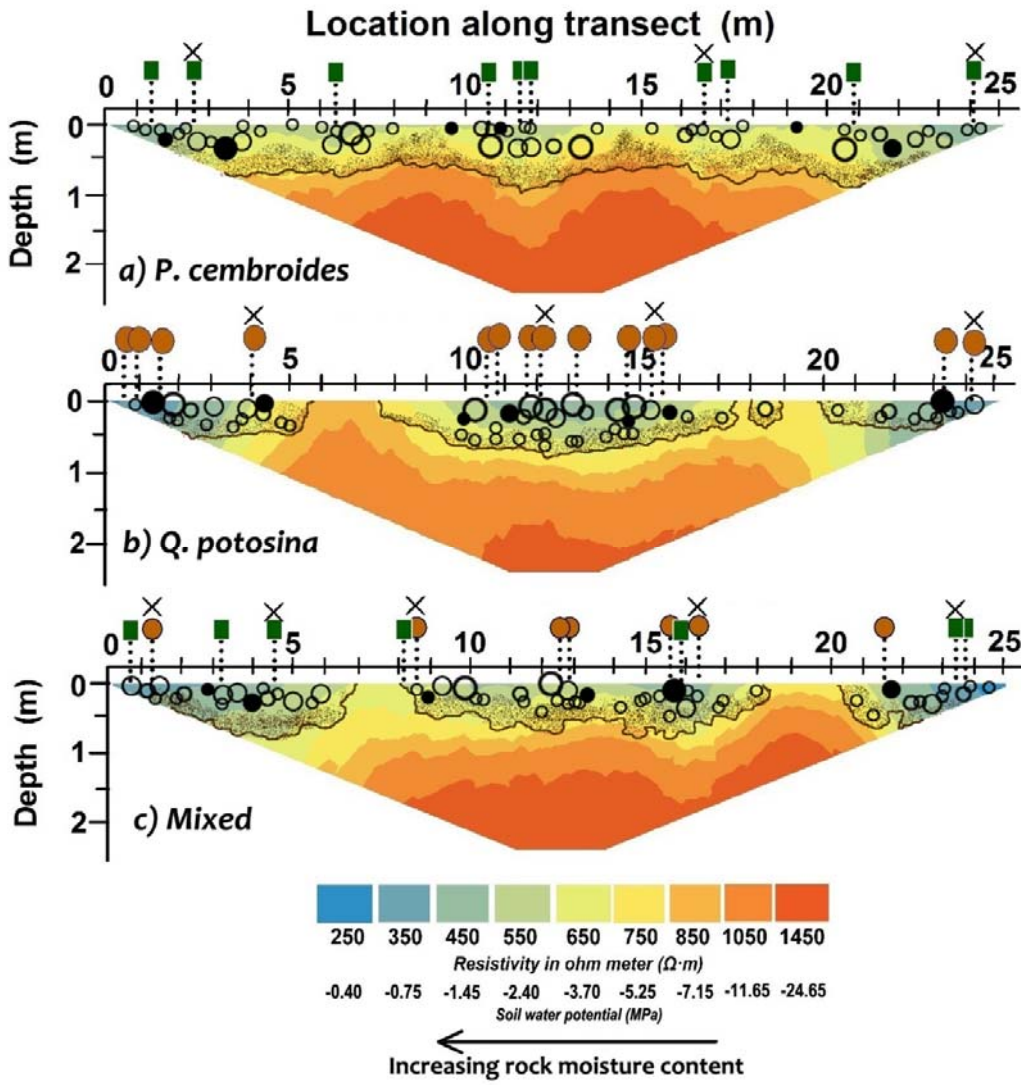 Location along transect (m)
0 5 10 15 20 25
Depth (m)
0
1
2
a) P. cembroides
0 5 10 15 20 25
0
1
2
b) Q. potosina
0 5 10 15 20 25
Depth (m)
0
1
2
c) Mixed
250 350 450 550 650 750 850 1050 1450
Resistivity in ohm meter (Ω·m)
-0.40 -0.75 -1.45 -2.40 -3.70 -5.25 -7.15 -11.65 -24.65
Soil water potential (MPa)
Increasing rock moisture content